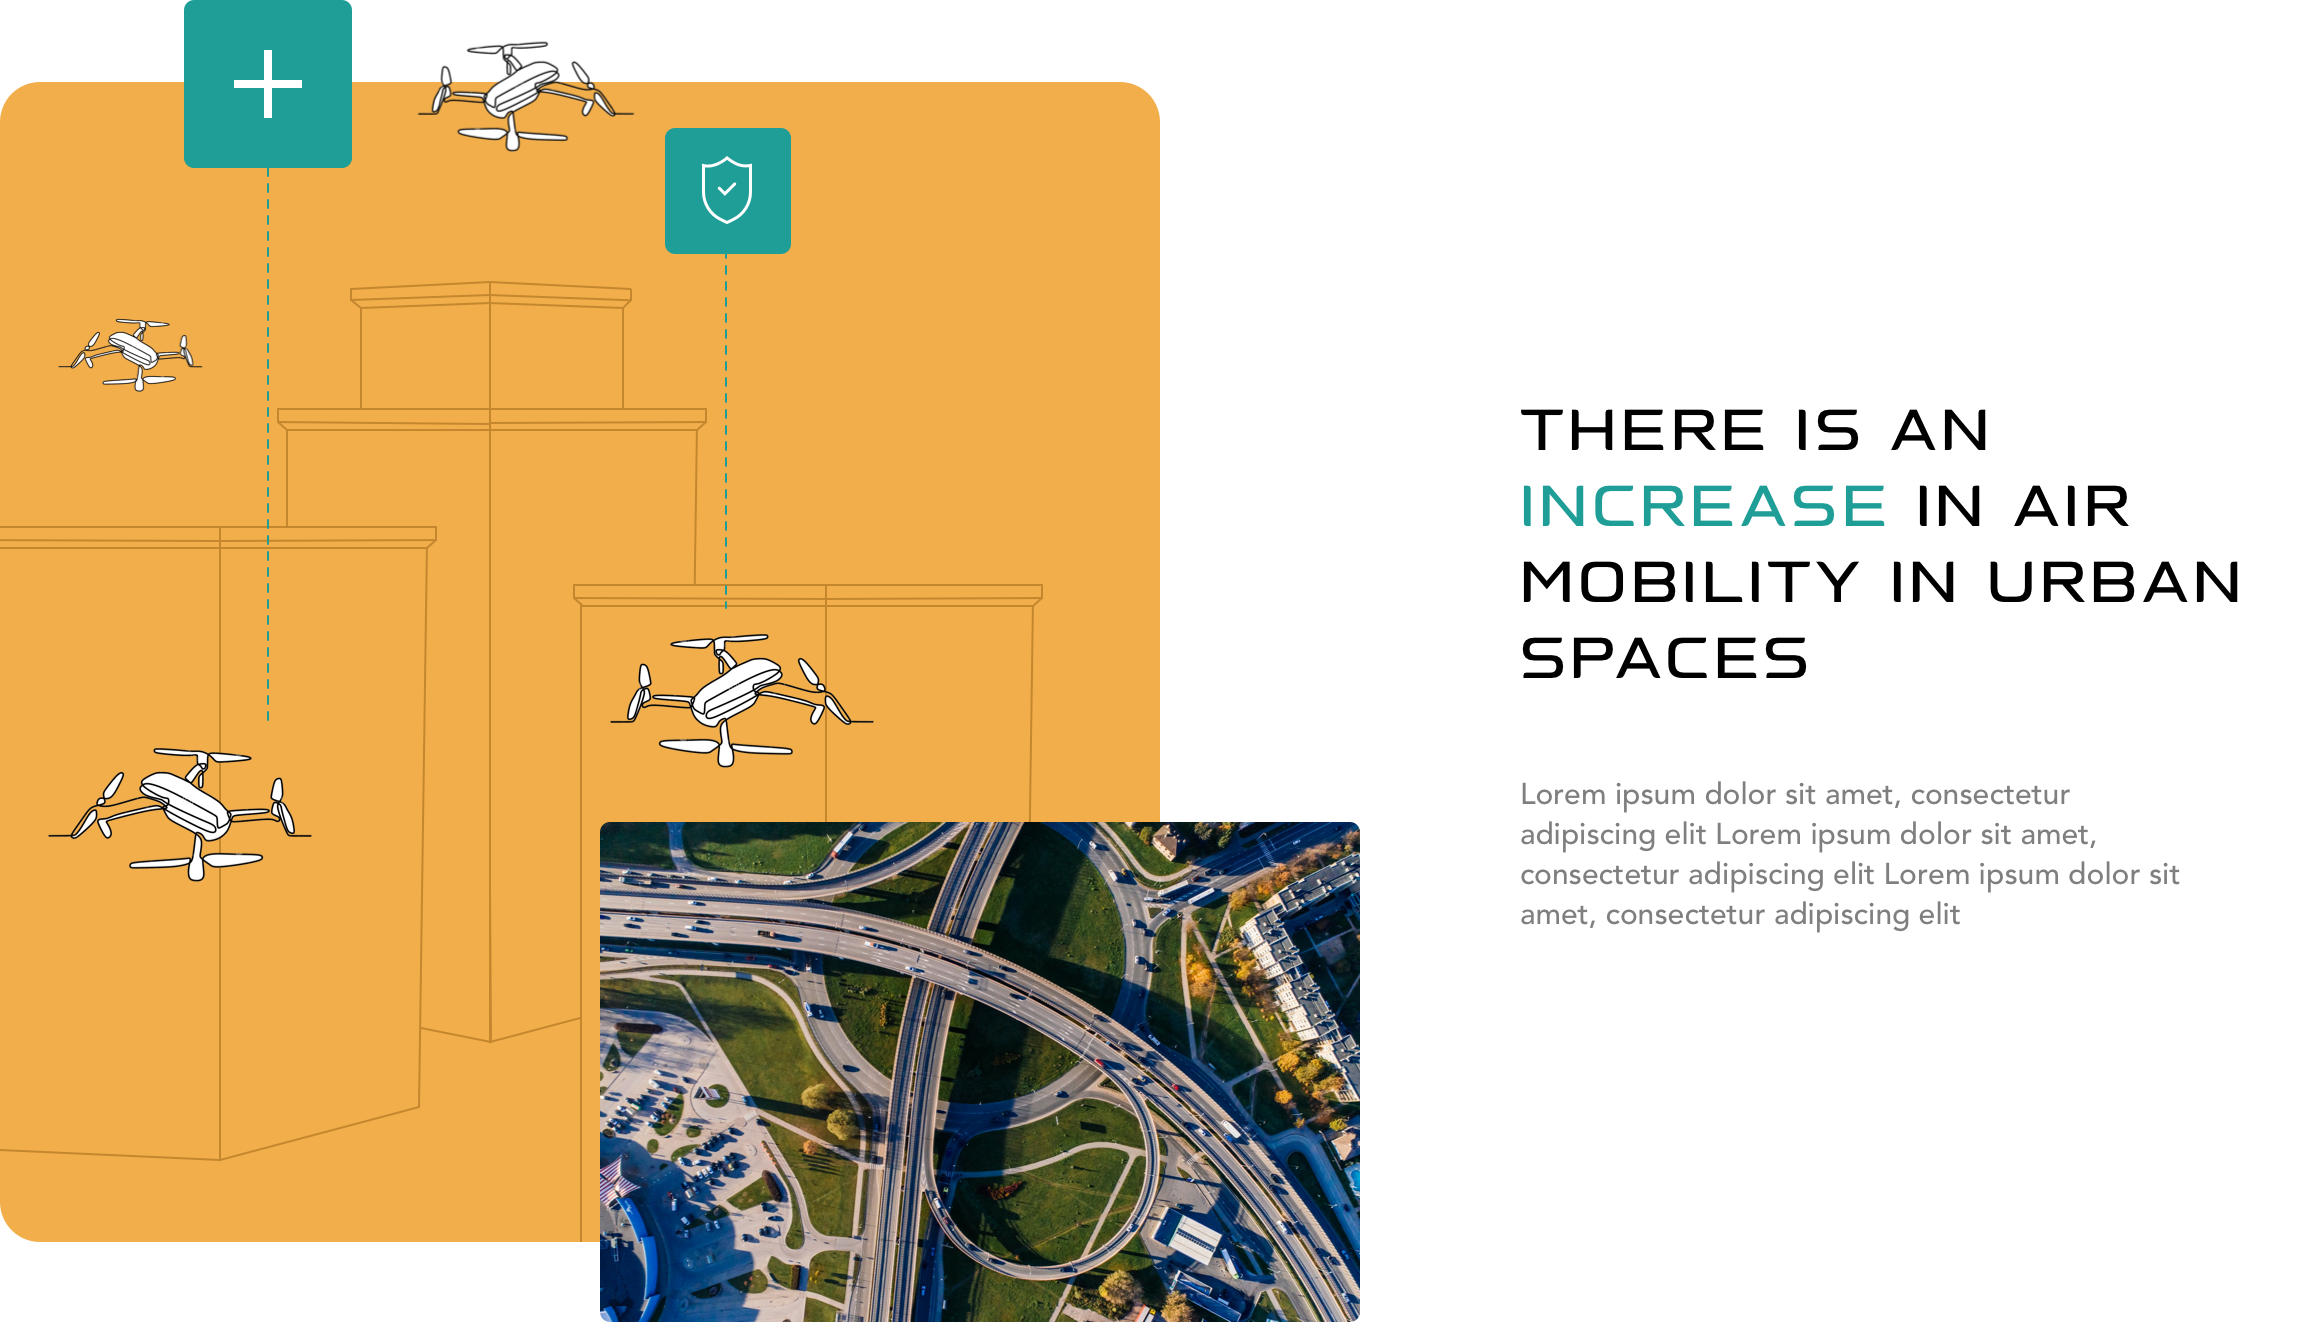 THERE IS AN
INCREASE IN AIR
MOBILITY IN URBAN
SPACES
Lorem ipsum dolor sit amet, consectetur
adipiscing elit Lorem ipsum dolor sit amet,
consectetur adipiscing elit Lorem ipsum dolor sit
amet, consectetur adipiscing elit